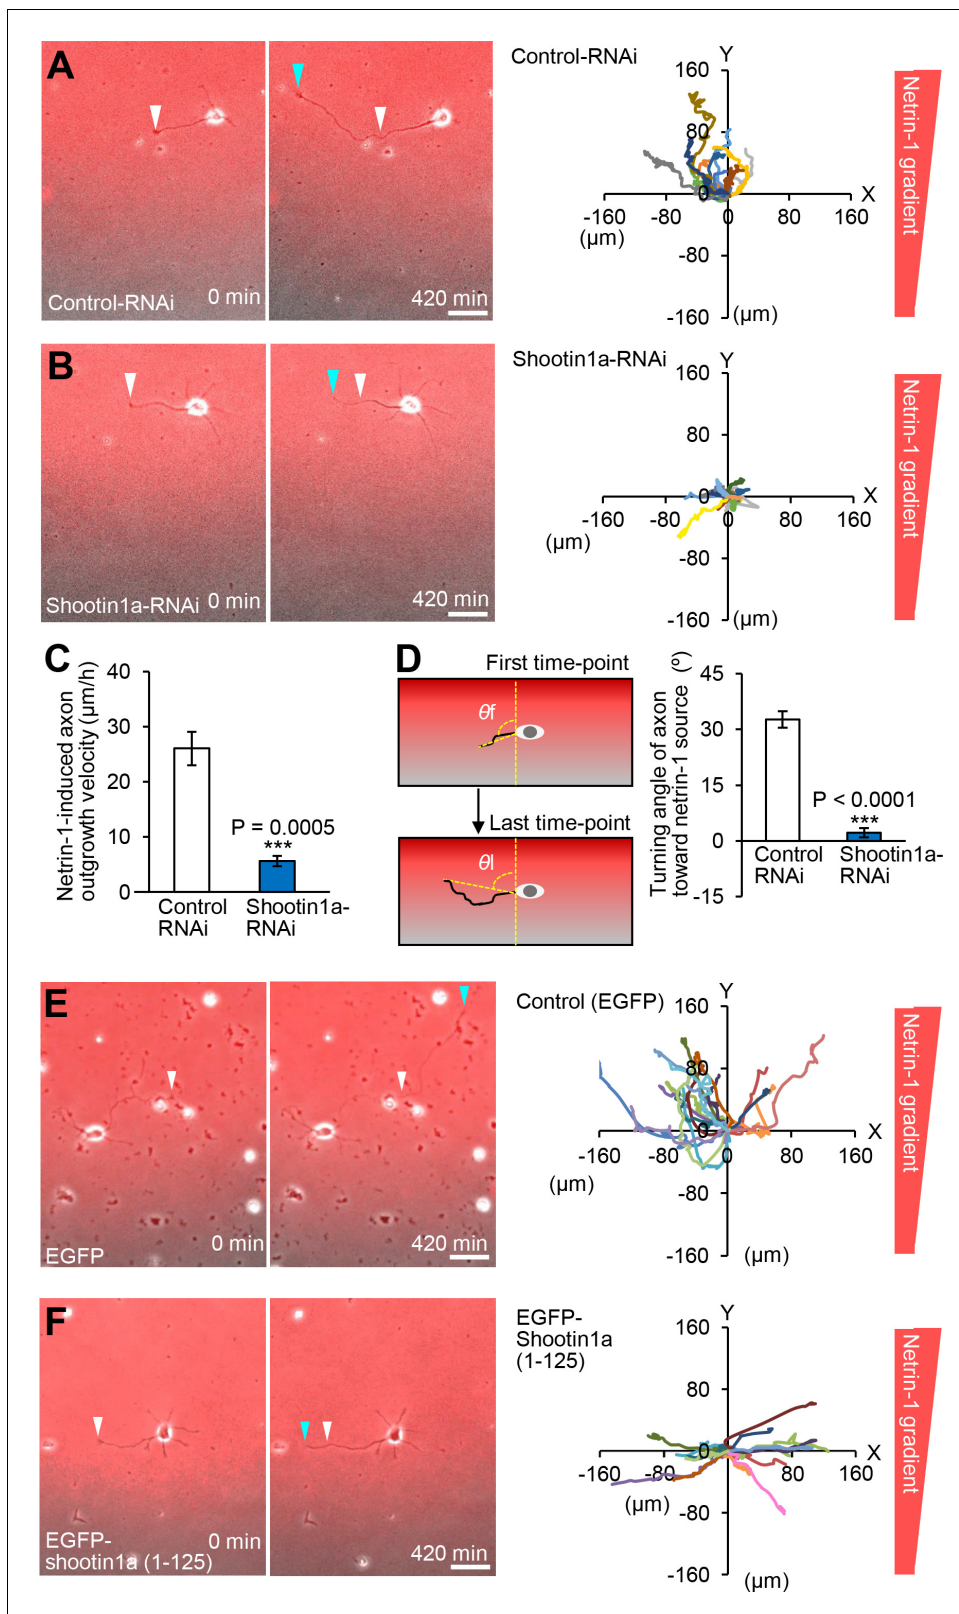 A
0 min
Control-RNAi
420 min
Control-RNAi
Y
160
80
0
X
-160
-80
0
80
160
(µm)
-80
-160
(µm)
Netrin-1 gradient
B
Shootin1a-RNAi
0 min
420 min
Shootin1a-RNAi
Y
160
80
0
X
-160
-80
0
80
160
(µm)
-80
-160
(µm)
Netrin-1 gradient
C
Netrin-1-induced axon
outgrowth velocity (µm/h)
40
30
20
10
0
P = 0.0005
***
Control
RNAi
Shootin1a-
RNAi
D
First time-point
θf
Last time-point
θl
Turning angle of axon
toward netrin-1 source (º)
45
30
15
0
-15
P < 0.0001
***
Control
RNAi
Shootin1a-
RNAi
E
EGFP
0 min
420 min
Control (EGFP)
Y
160
80
0
X
-160
-80
0
80
160
(µm)
-80
-160
(µm)
Netrin-1 gradient
F
EGFP-
shootin1a (1-125)
0 min
420 min
EGFP-
Shootin1a
(1-125)
Y
160
80
0
X
-160
-80
0
80
160
(µm)
-80
-160
(µm)
Netrin-1 gradient